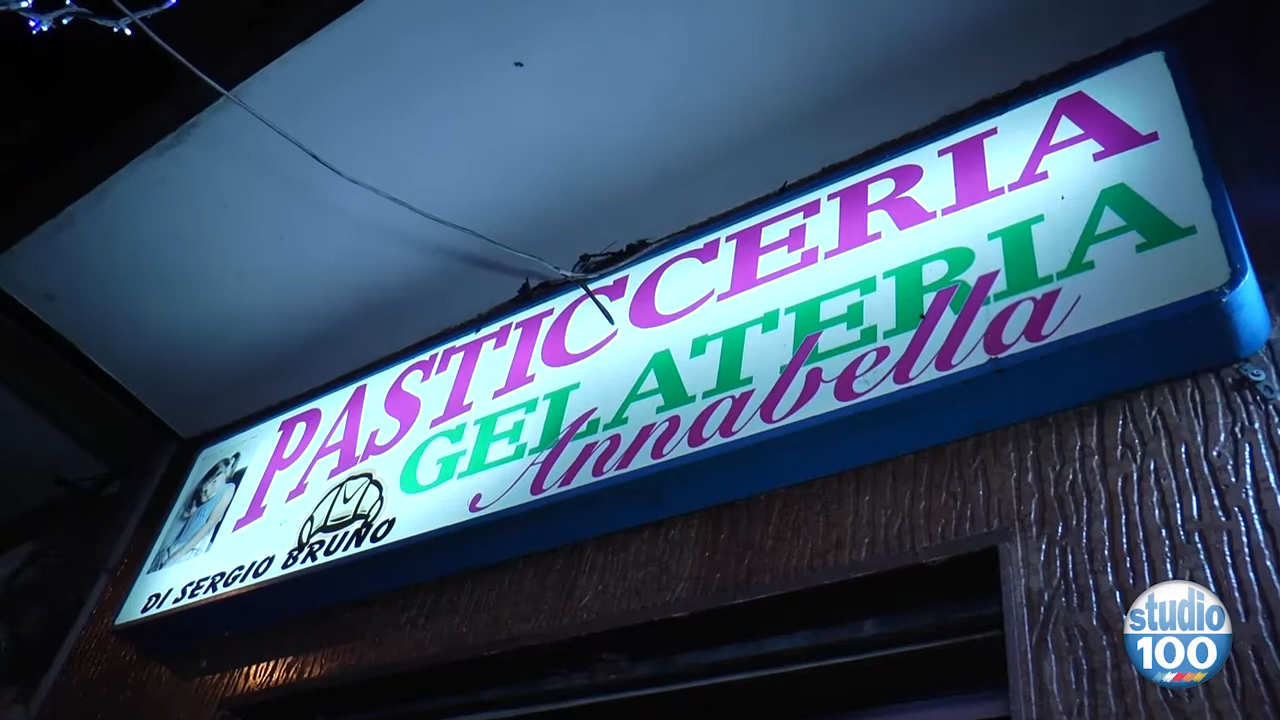 PASTICCERIA
GELATERIA
Annabella
DI SERGIO BRUNO
studio
100